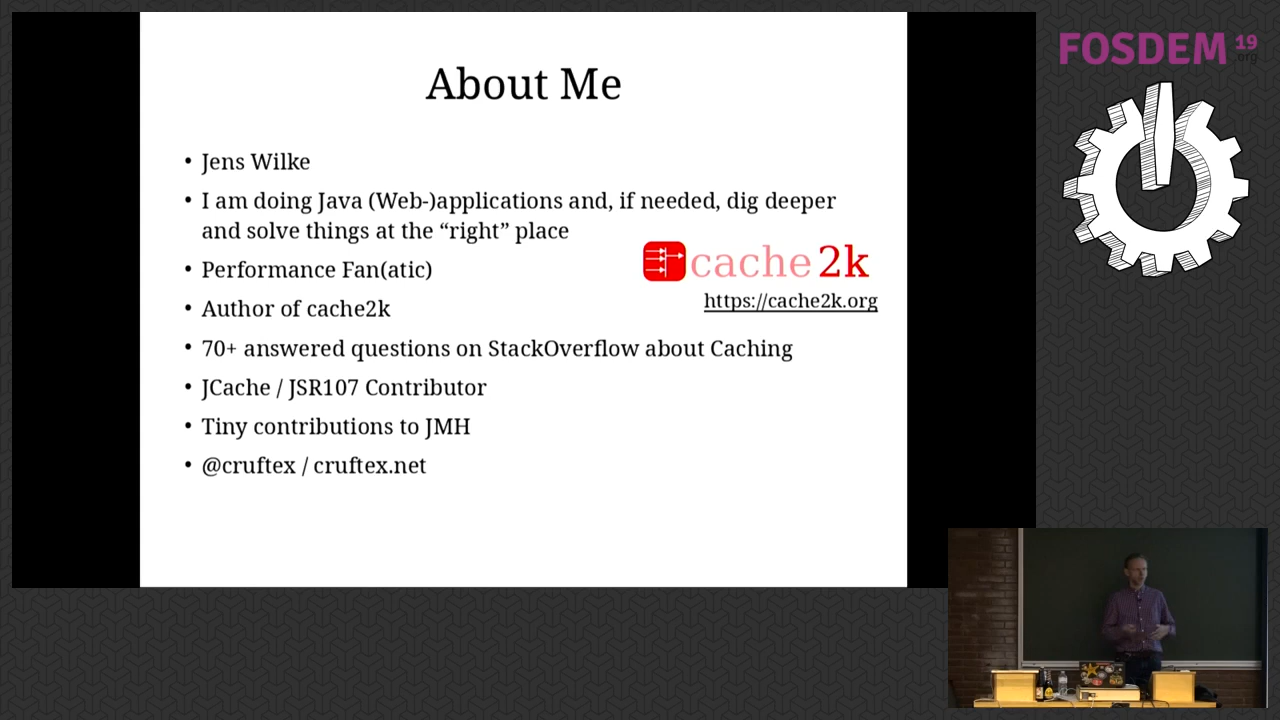 About Me
• Jens Wilke
• I am doing Java (Web-)applications and, if needed, dig deeper
and solve things at the “right” place
• Performance Fan(atic)
cache2k
https://cache2k.org
• Author of cache2k
• 70+ answered questions on StackOverflow about Caching
• JCache / JSR107 Contributor
• Tiny contributions to JMH
• @cruftex / cruftex.net
FOSDEM 19
.org